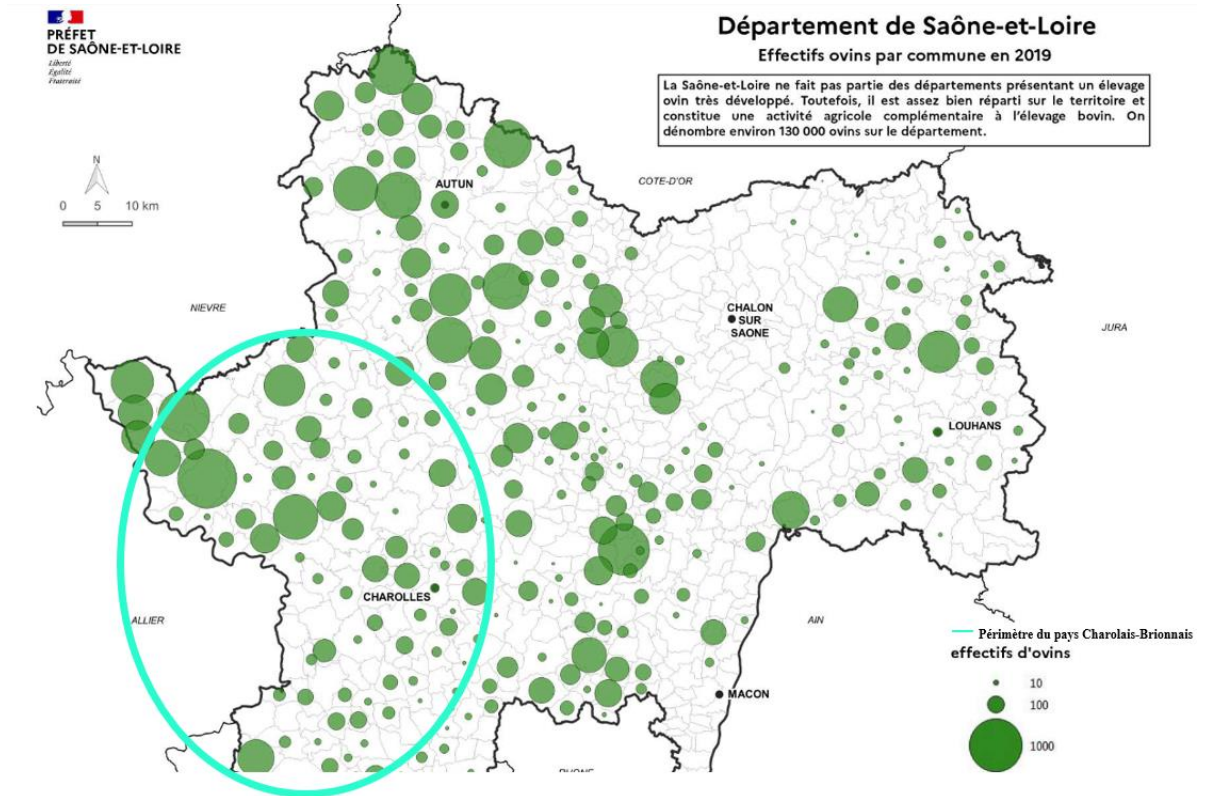 PRÉFET
DE SAÔNE-ET-LOIRE
Liberté
Égalité
Fraternité
Département de Saône-et-Loire
Effectifs ovins par commune en 2019
La Saône-et-Loire ne fait pas partie des départements présentant un élevage
ovin très développé. Toutefois, il est assez bien réparti sur le territoire et
constitue une activité agricole complémentaire à l'élevage bovin. On
dénombre environ 130 000 ovins sur le département.
N
0 5 10 km
AUTUN
COTE-D'OR
NIEVRE
CHALON
SUR
SAONE
JURA
LOUHANS
CHAROLLES
ALLIER
AIN
Périmètre du pays Charolais-Brionnais
effectifs d'ovins
10
100
1000
MACON